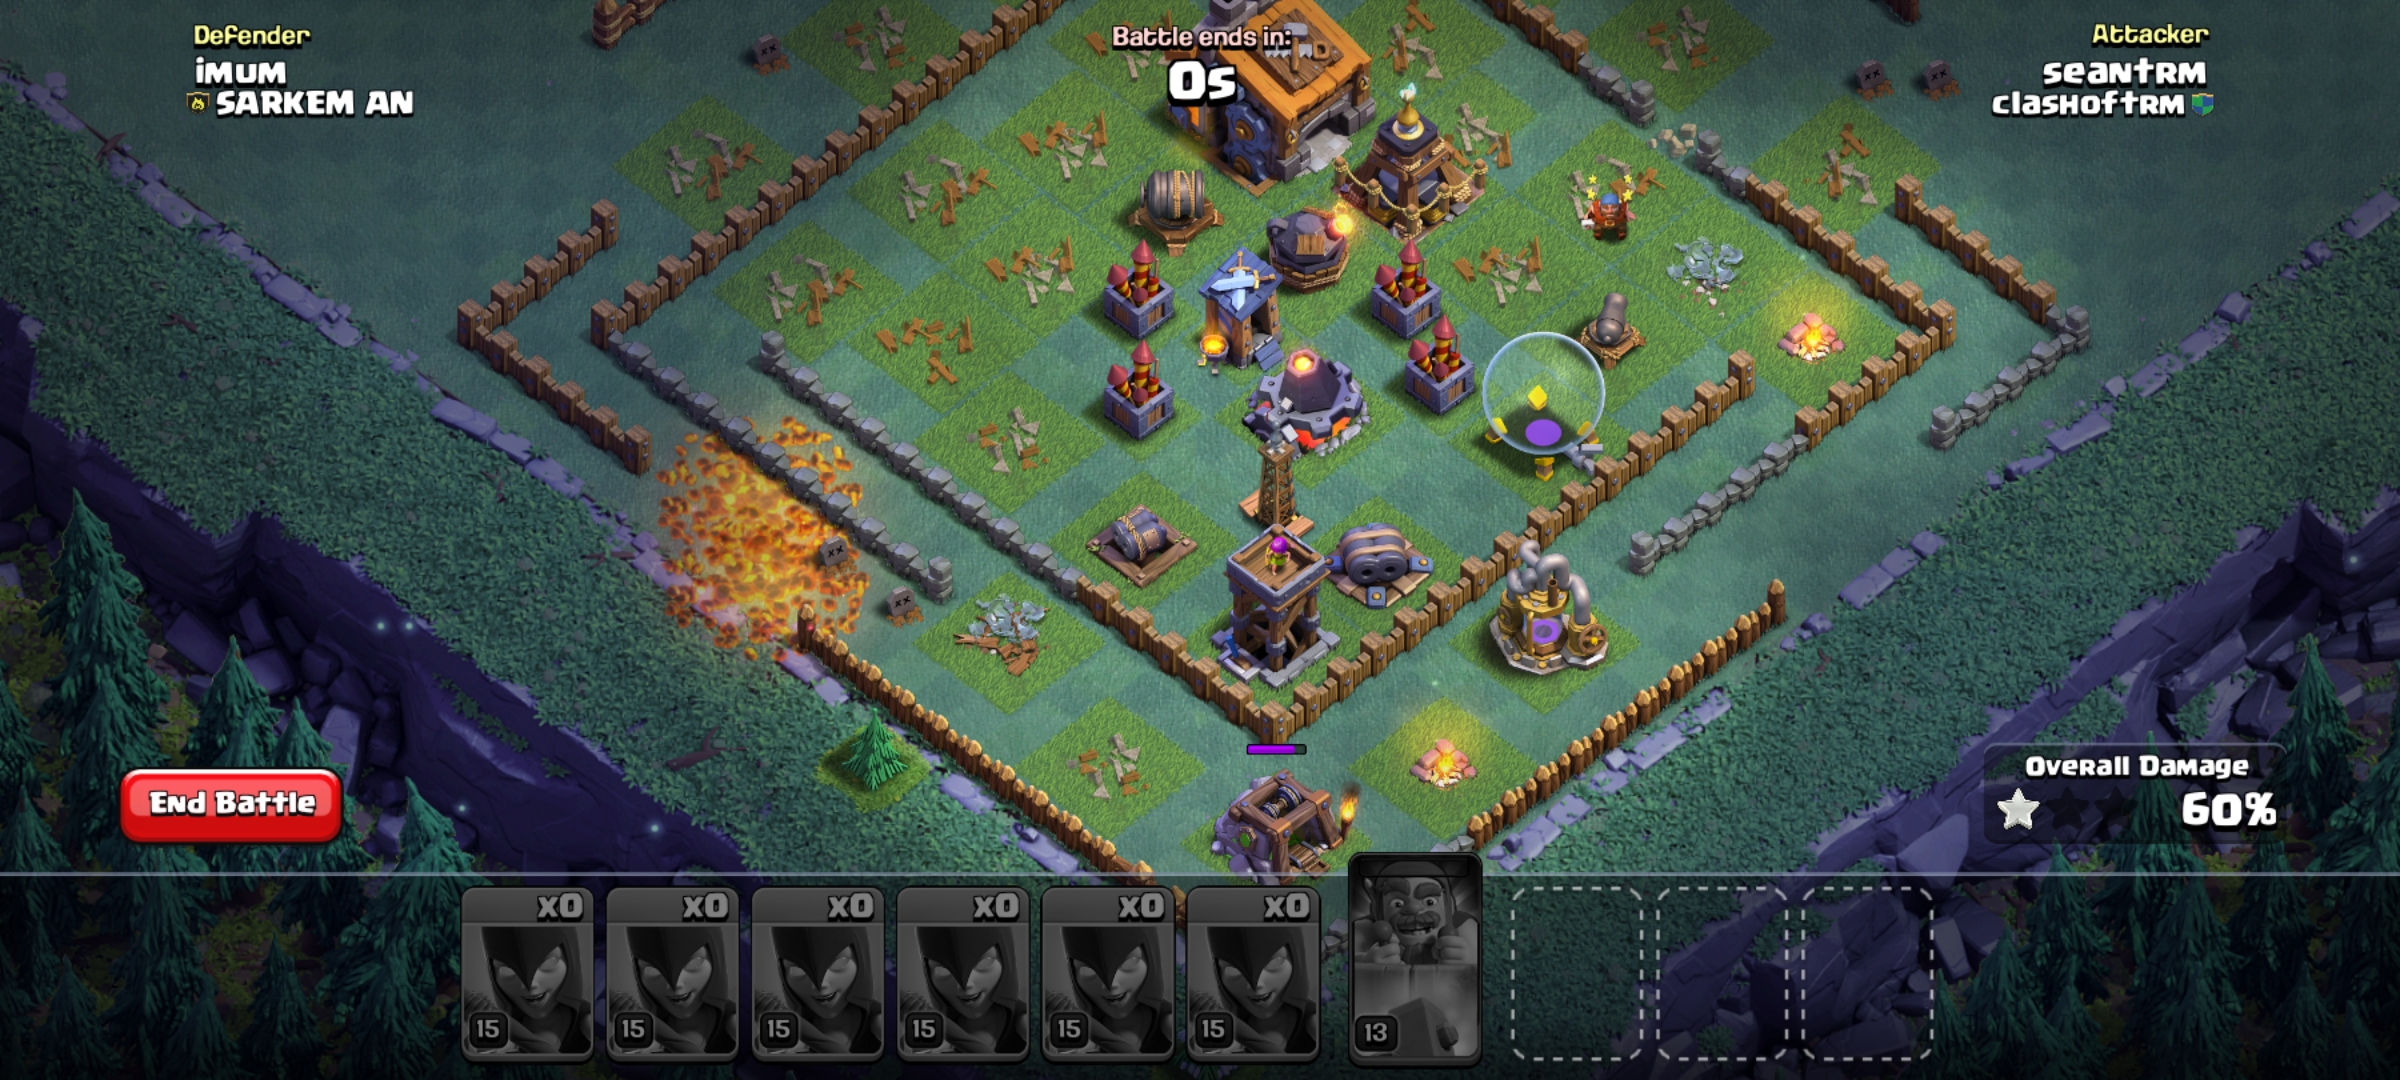 Defender
iMUM
SARKEM AN
Battle ends in:
0s
Attacker
seantRM
clashoftRM
End Battle
Overall Damage
60%
x0
x0
x0
x0
x0
x0
15
15
15
15
15
15
13